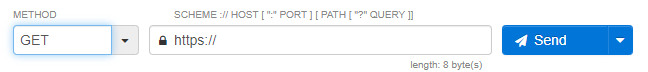 METHOD
SCHEME :// HOST [ ":" PORT ] [ PATH [ "?" QUERY ]]
GET
https://
Send
length: 8 byte(s)